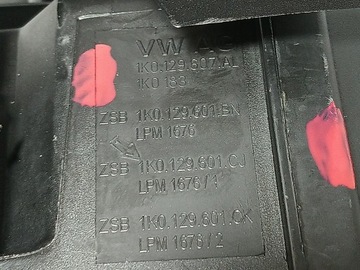 VW AG
1K0.129.607.AL
1K0 183
ZSB 1K0.129.601.BN
LPM 1676
ZSB 1K0.129.601.CJ
LPM 1676/1
ZSB 1K0.129.601.CK
LPM 1676/2